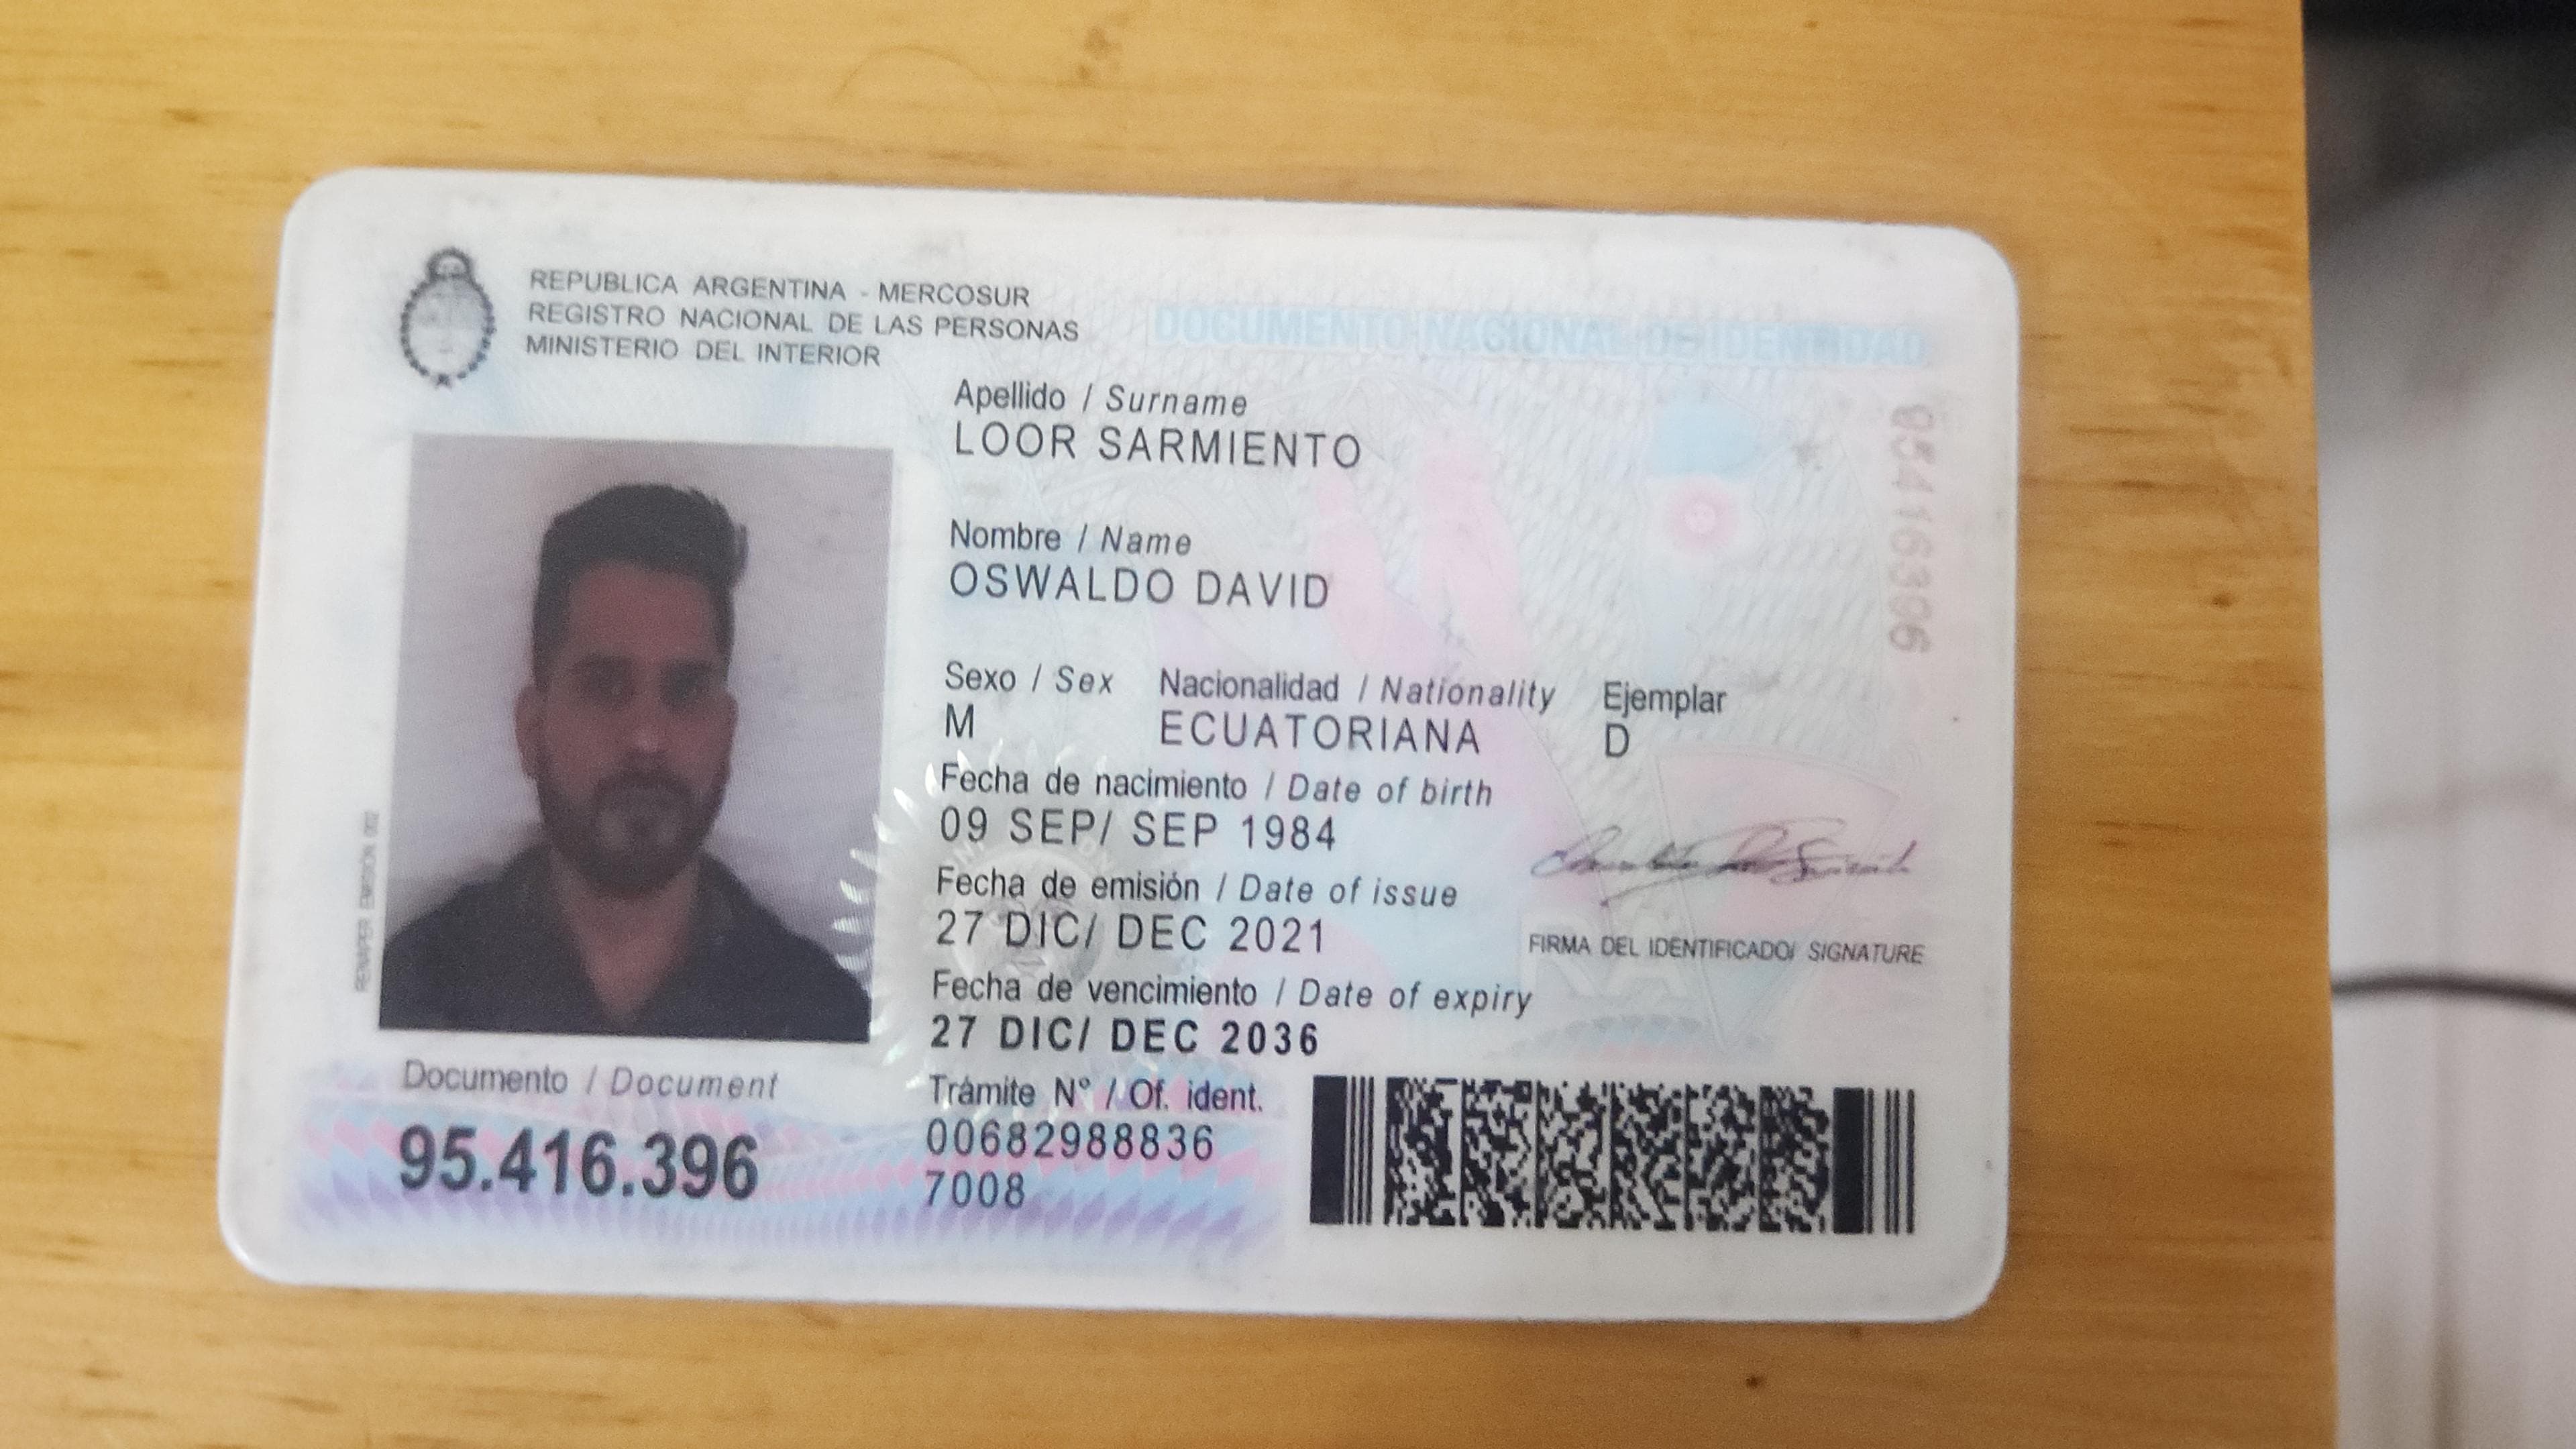 REPUBLICA ARGENTINA - MERCOSUR
REGISTRO NACIONAL DE LAS PERSONAS
MINISTERIO DEL INTERIOR
DOCUMENTO NACIONAL DE IDENTIDAD
Apellido / Surname
LOOR SARMIENTO
Nombre / Name
OSWALDO DAVID
Sexo / Sex Nacionalidad / Nationality Ejemplar
M ECUATORIANA D
Fecha de nacimiento / Date of birth
09 SEP/ SEP 1984
Fecha de emisión / Date of issue
27 DIC/ DEC 2021
FIRMA DEL IDENTIFICADO/ SIGNATURE
Fecha de vencimiento / Date of expiry
27 DIC/ DEC 2036
Documento / Document
95.416.396
Trámite N° / Of. ident.
00682988836
7008
95416396
RENAPER EMISION 002